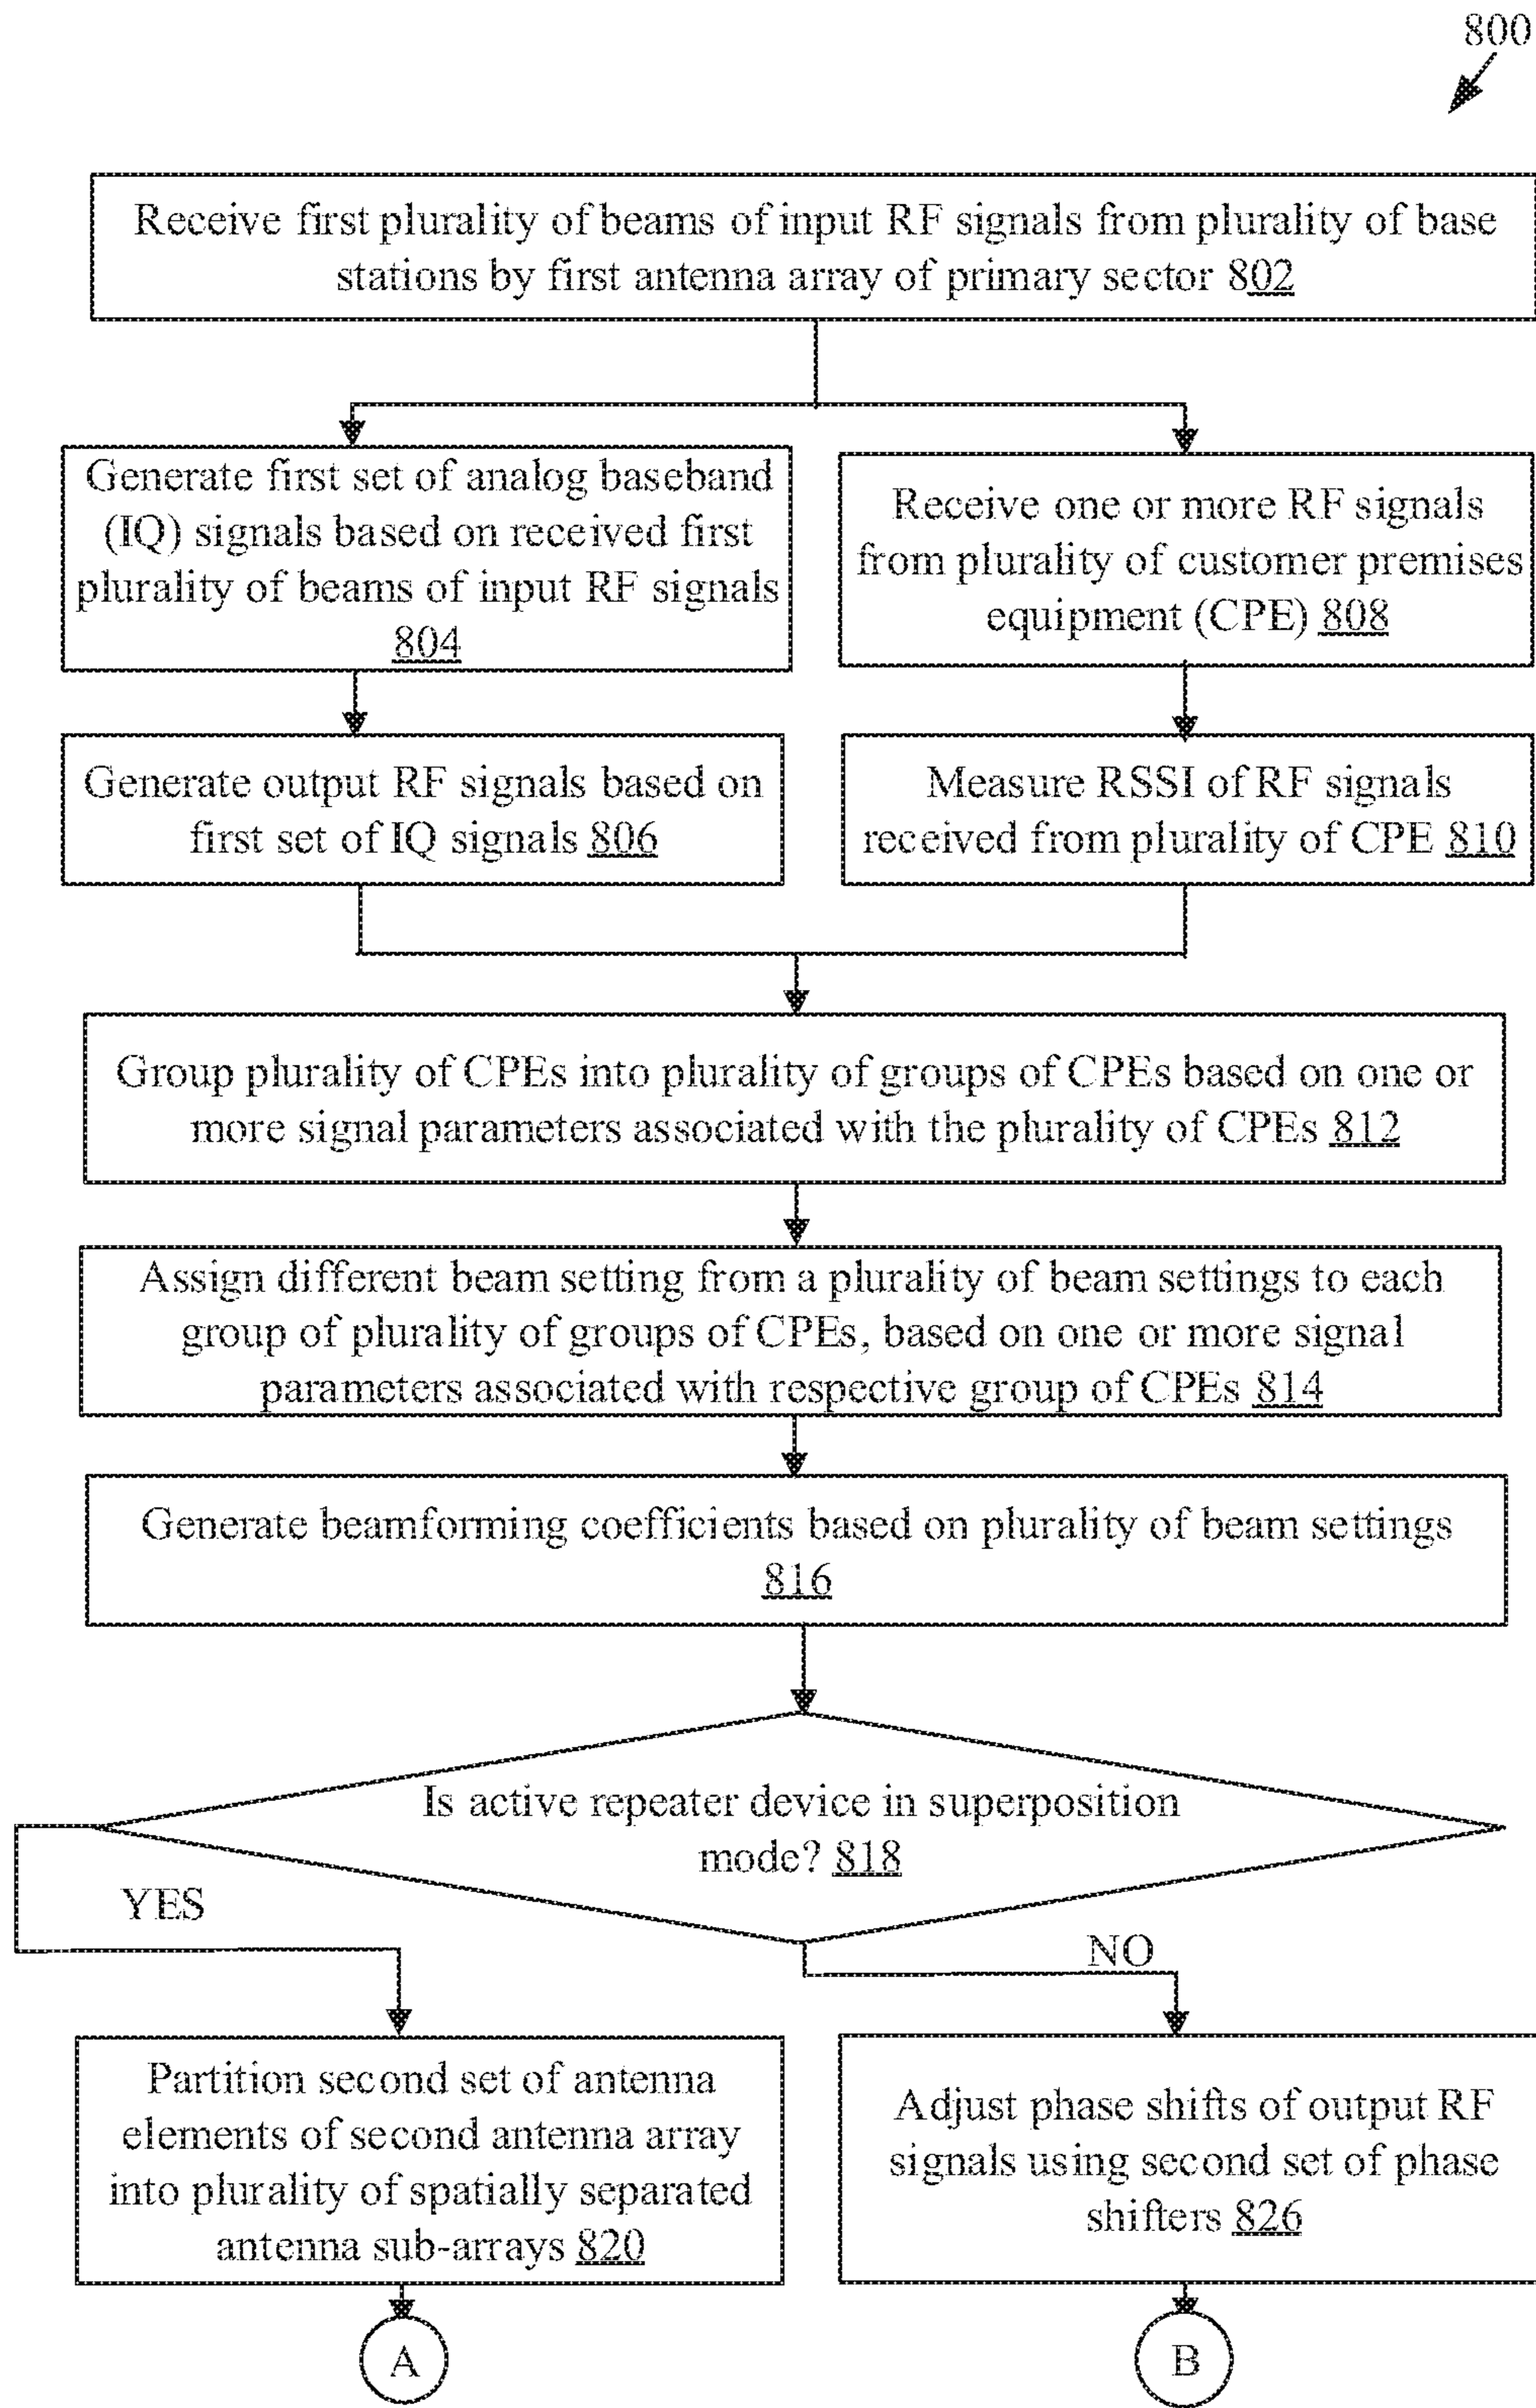 800
Receive first plurality of beams of input RF signals from plurality of base
stations by first antenna array of primary sector 802
Generate first set of analog baseband
(IQ) signals based on received first
plurality of beams of input RF signals
804
Receive one or more RF signals
from plurality of customer premises
equipment (CPE) 808
Generate output RF signals based on
first set of IQ signals 806
Measure RSSI of RF signals
received from plurality of CPE 810
Group plurality of CPEs into plurality of groups of CPEs based on one or
more signal parameters associated with the plurality of CPEs 812
Assign different beam setting from a plurality of beam settings to each
group of plurality of groups of CPEs, based on one or more signal
parameters associated with respective group of CPEs 814
Generate beamforming coefficients based on plurality of beam settings
816
Is active repeater device in superposition
mode? 818
YES
NO
Partition second set of antenna
elements of second antenna array
into plurality of spatially separated
antenna sub-arrays 820
Adjust phase shifts of output RF
signals using second set of phase
shifters 826
A
B